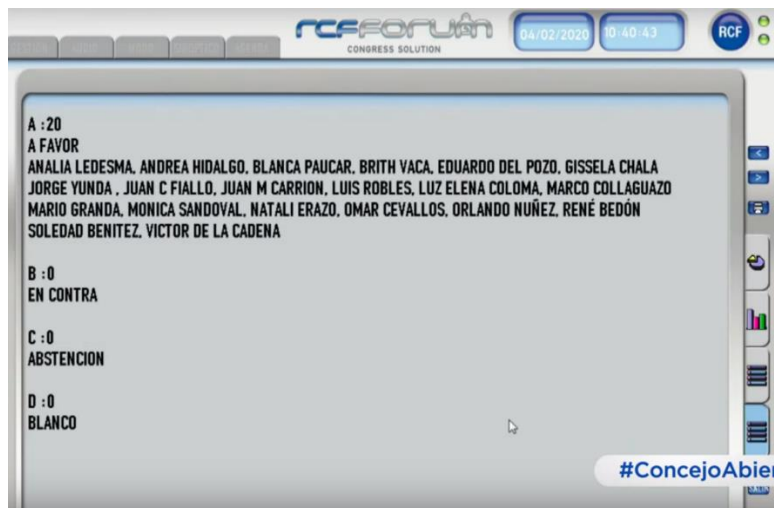 RCFFORUM
CONGRESS SOLUTION
04/02/2020
10:40:43
RCF
A :20
A FAVOR
ANALIA LEDESMA, ANDREA HIDALGO, BLANCA PAUCAR, BRITH VACA, EDUARDO DEL POZO, GISSELA CHALA
JORGE YUNDA , JUAN C FIALLO, JUAN M CARRION, LUIS ROBLES, LUZ ELENA COLOMA, MARCO COLLAGUAZO
MARIO GRANDA, MONICA SANDOVAL, NATALI ERAZO, OMAR CEVALLOS, ORLANDO NUÑEZ, RENÉ BEDÓN
SOLEDAD BENITEZ, VICTOR DE LA CADENA
B :0
EN CONTRA
C :0
ABSTENCION
D :0
BLANCO
#ConcejoAbier